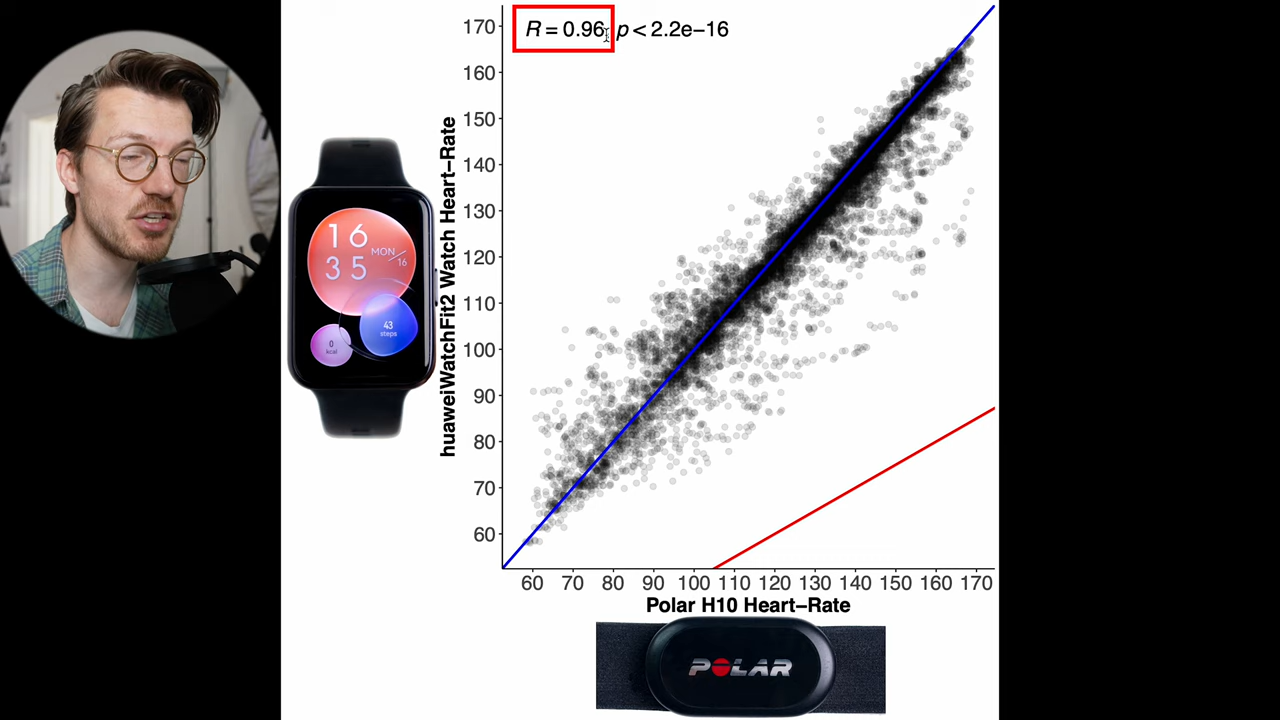 R = 0.96, p < 2.2e−16
170
160
150
140
130
120
110
100
90
80
70
60
huaweiWatchFit2 Watch Heart−Rate
16
35
MON
16
43
steps
0
kcal
60 70 80 90 100 110 120 130 140 150 160 170
Polar H10 Heart−Rate
POLAR